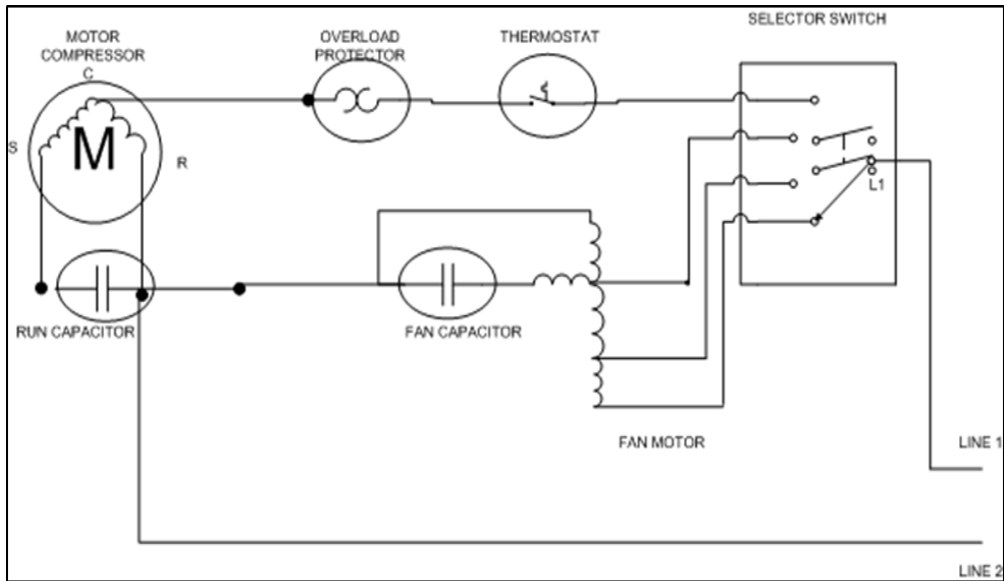 SELECTOR SWITCH
MOTOR
COMPRESSOR
C
OVERLOAD
PROTECTOR
THERMOSTAT
S
M
R
L1
RUN CAPACITOR
FAN CAPACITOR
FAN MOTOR
LINE 1
LINE 2